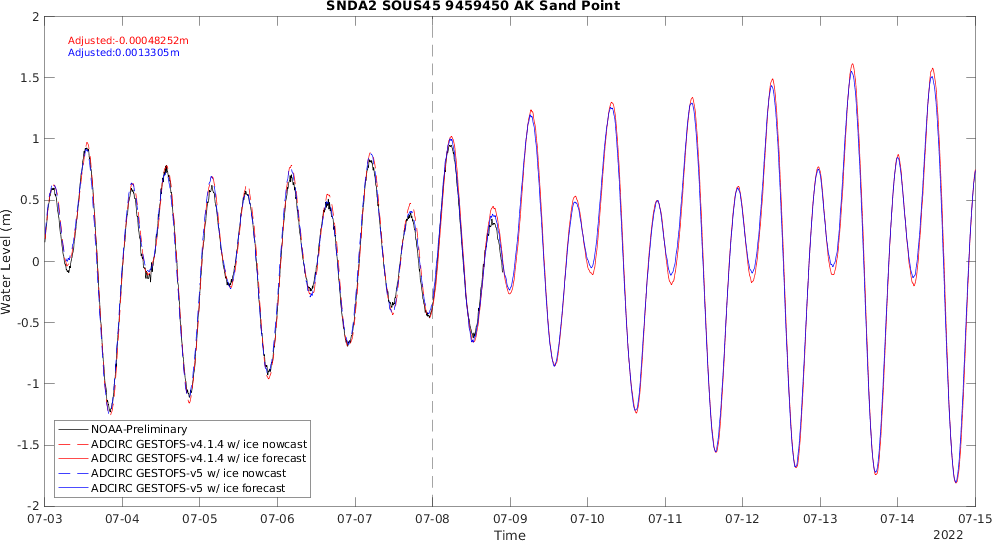 SNDA2 SOUS45 9459450 AK Sand Point
Adjusted:-0.00048252m
Adjusted:0.0013305m
Water Level (m)
2
1.5
1
0.5
0
-0.5
-1
-1.5
-2
NOAA-Preliminary
ADCIRC GESTOFS-v4.1.4 w/ ice nowcast
ADCIRC GESTOFS-v4.1.4 w/ ice forecast
ADCIRC GESTOFS-v5 w/ ice nowcast
ADCIRC GESTOFS-v5 w/ ice forecast
07-03 07-04 07-05 07-06 07-07 07-08 07-09 07-10 07-11 07-12 07-13 07-14 07-15
Time
2022